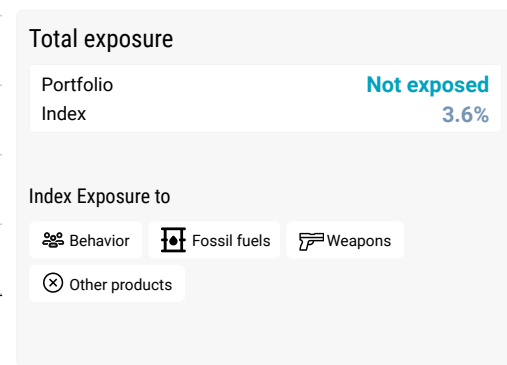 Total exposure
Portfolio Not exposed
Index 3.6%
Index Exposure to
Behavior Fossil fuels Weapons
Other products